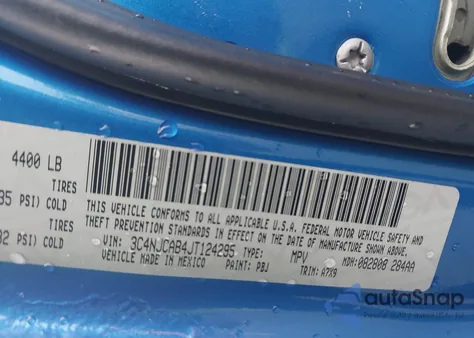 4400 LB
TIRES
35 PSI) COLD
TIRES
32 PSI) COLD
THIS VEHICLE CONFORMS TO ALL APPLICABLE U.S.A. FEDERAL MOTOR VEHICLE SAFETY AND
THEFT PREVENTION STANDARDS IN EFFECT ON THE DATE OF MANUFACTURE SHOWN ABOVE.
VIN: 3C4NJCAB4JT124295 TYPE: MPV MDH: 082808 284AA
VEHICLE MADE IN MEXICO PAINT: PBJ TRIM: A7X9
autoSnap